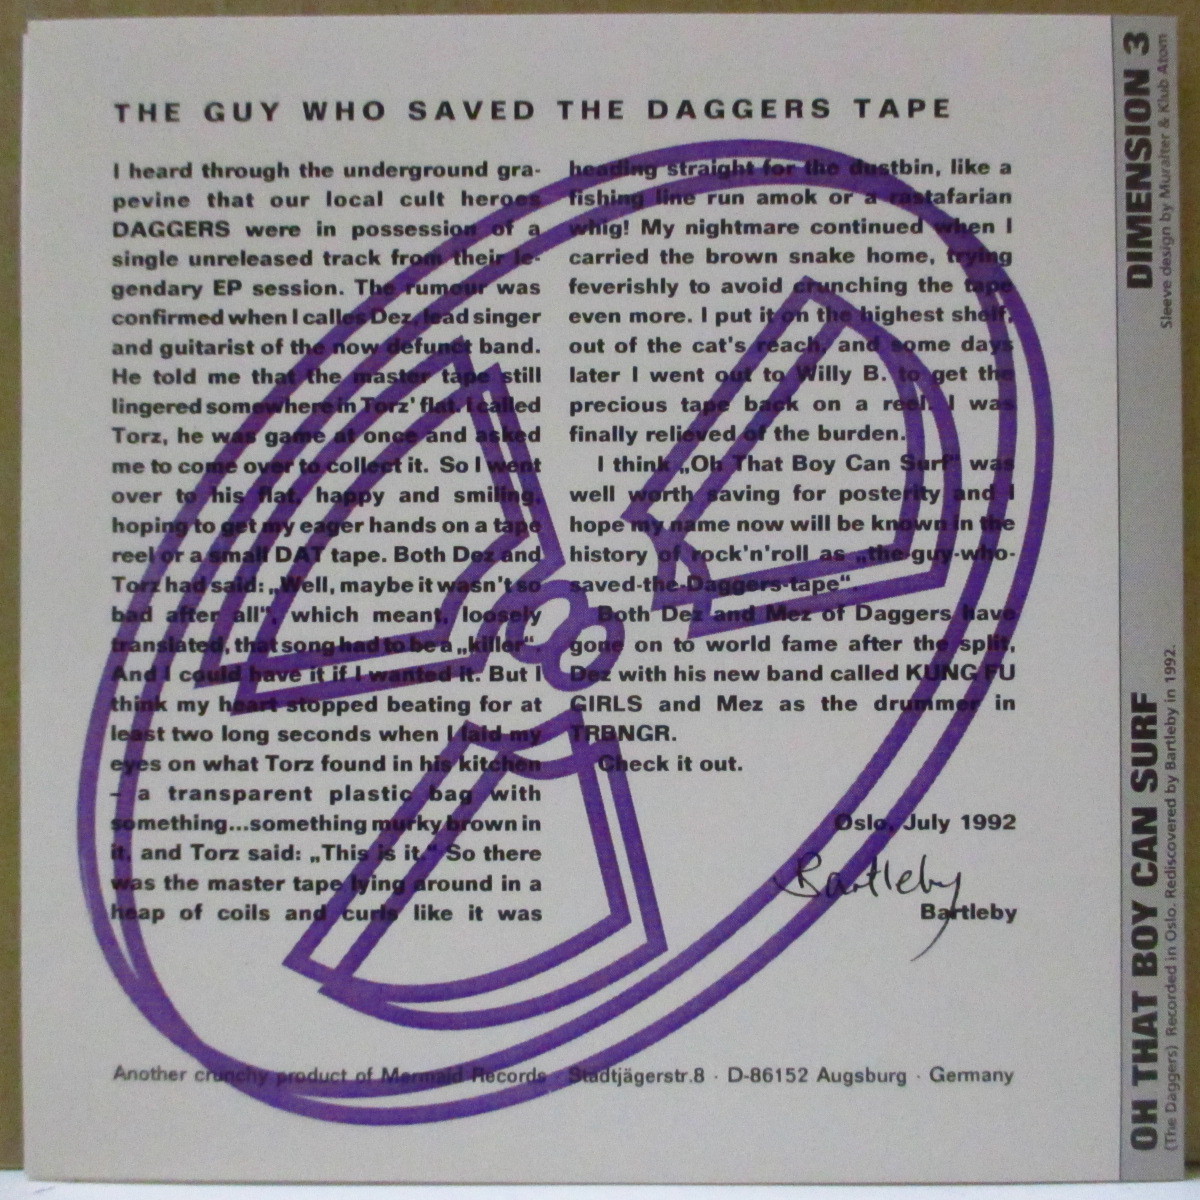 THE GUY WHO SAVED THE DAGGERS TAPE
I heard through the underground gra-
pevine that our local cult heroes
DAGGERS were in possession of a
single unreleased track from their le-
gendary EP session. The rumour was
confirmed when I calles Dez, lead singer
and guitarist of the now defunct band.
He told me that the master tape still
lingered somewhere in Torz' flat. I called
Torz, he was game at once and asked
me to come over to collect it. So I went
over to his flat, happy and smiling,
hoping to get my eager hands on a tape
reel or a small DAT tape. Both Dez and
Torz had said: „Well, maybe it wasn't so
bad after all“, which meant, loosely
translated, that song had to be a „killer“.
And I could have it if I wanted it. But I
think my heart stopped beating for at
least two long seconds when I laid my
eyes on what Torz found in his kitchen
– a transparent plastic bag with
something...something murky brown in
it, and Torz said: „This is it.“ So there
was the master tape lying around in a
heap of coils and curls like it was
heading straight for the dustbin, like a
fishing line run amok or a rastafarian
whig! My nightmare continued when I
carried the brown snake home, trying
feverishly to avoid crunching the tape
even more. I put it on the highest shelf,
out of the cat's reach, and some days
later I went out to Willy B. to get the
precious tape back on a reel. I was
finally relieved of the burden.
I think „Oh That Boy Can Surf“ was
well worth saving for posterity and I
hope my name now will be known in the
history of rock'n'roll as „the-guy-who-
saved-the-Daggers-tape“.
Both Dez and Mez of Daggers have
gone on to world fame after the split,
Dez with his new band called KUNG FU
GIRLS and Mez as the drummer in
TRBNGR.
Check it out.
Oslo, July 1992
Bartleby
Bartleby
Another crunchy product of Mermaid Records · Stadtjägerstr.8 · D-86152 Augsburg · Germany
OH THAT BOY CAN SURF
(The Daggers) Recorded in Oslo. Rediscovered by Bartleby in 1992.
DIMENSION 3
Sleeve design by Muralter & Klub Atom